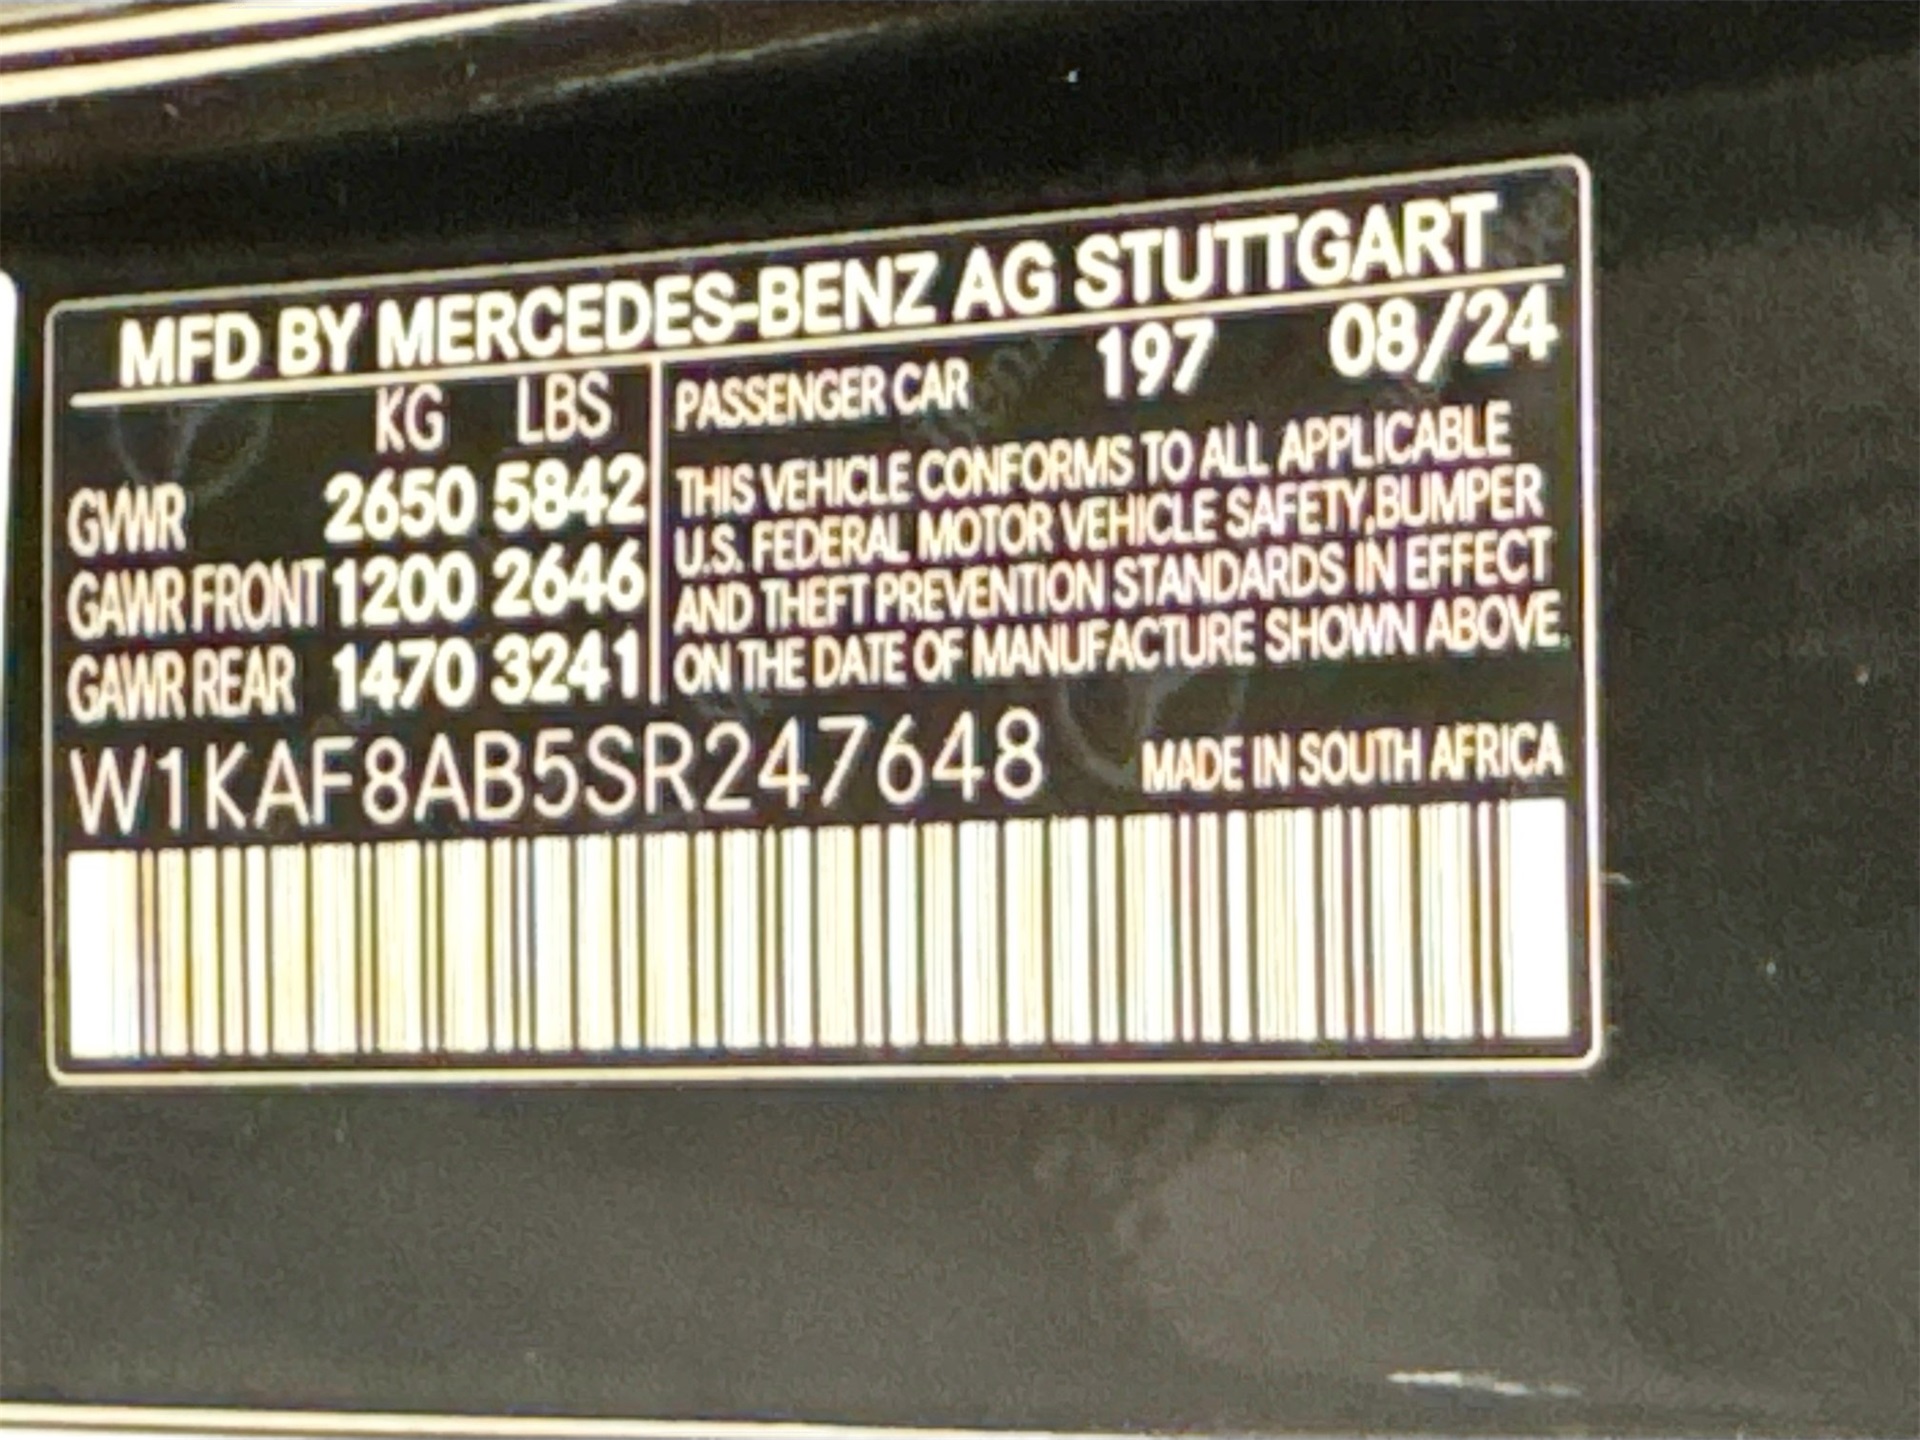 MFD BY MERCEDES-BENZ AG STUTTGART
KG LBS
GVWR 2650 5842
GAWR FRONT 1200 2646
GAWR REAR 1470 3241
PASSENGER CAR 197 08/24
THIS VEHICLE CONFORMS TO ALL APPLICABLE
U.S. FEDERAL MOTOR VEHICLE SAFETY,BUMPER
AND THEFT PREVENTION STANDARDS IN EFFECT
ON THE DATE OF MANUFACTURE SHOWN ABOVE.
W1KAF8AB5SR247648 MADE IN SOUTH AFRICA